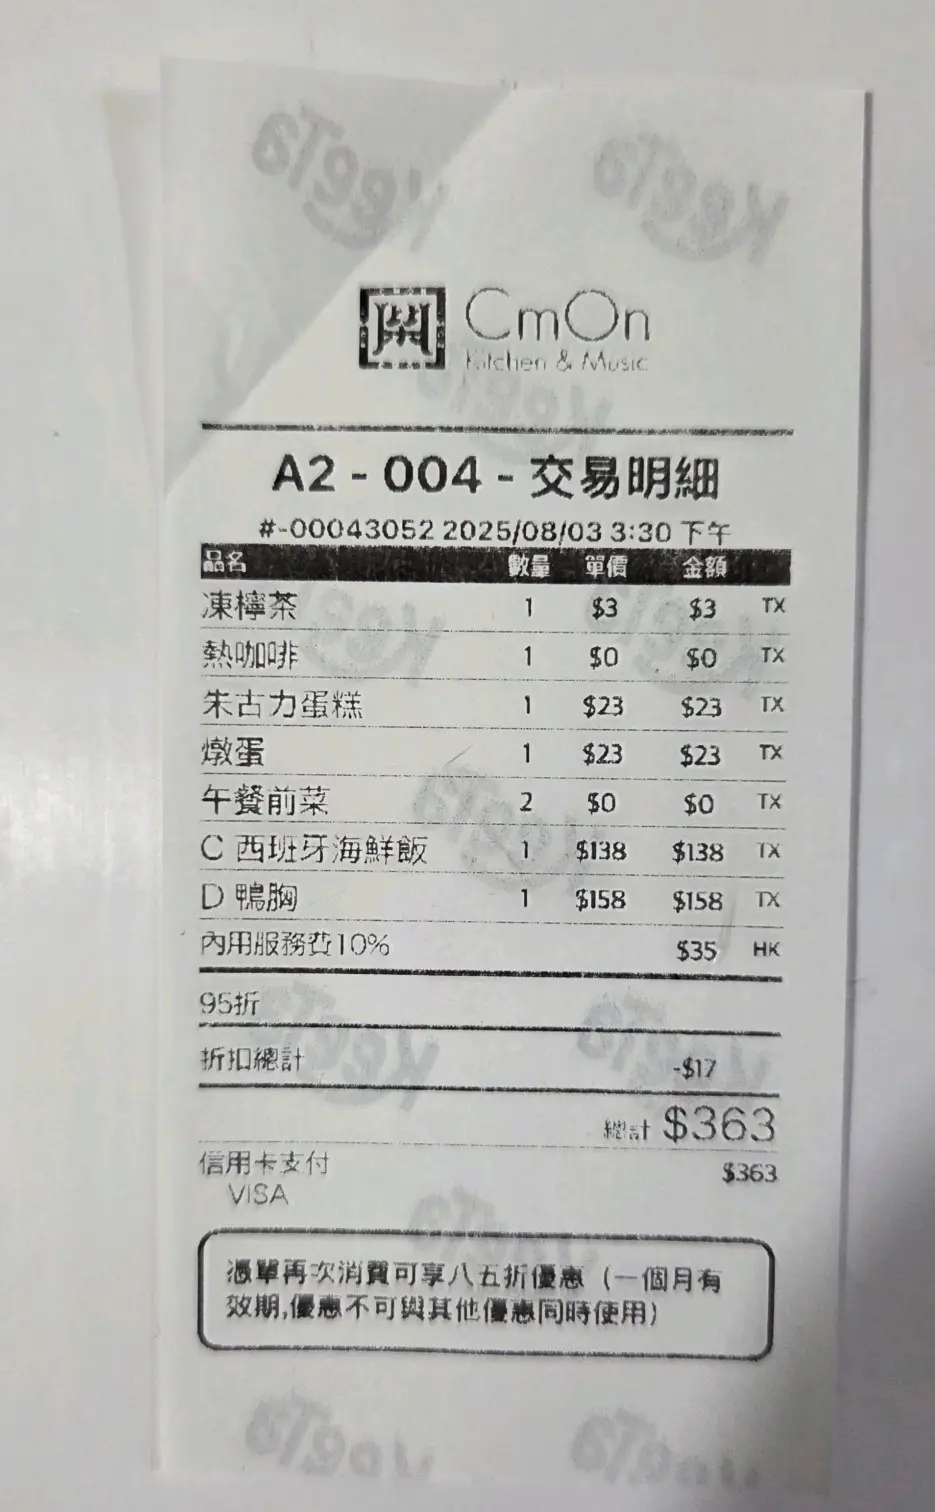 KeeTa KeeTa
開 CmOn
Kitchen & Music
KeeTa
A2 - 004 - 交易明細
#-00043052 2025/08/03 3:30 下午
品名 數量 單價 金額
凍檸茶 1 $3 $3 TX
熱咖啡 1 $0 $0 TX
朱古力蛋糕 1 $23 $23 TX
燉蛋 1 $23 $23 TX
午餐前菜 2 $0 $0 TX
C 西班牙海鮮飯 1 $138 $138 TX
D 鴨胸 1 $158 $158 TX
內用服務費10% $35 HK
95折
折扣總計 -$17
總計 $363
信用卡支付 $363
VISA
憑單再次消費可享八五折優惠（一個月有
效期,優惠不可與其他優惠同時使用）
KeeTa KeeTa